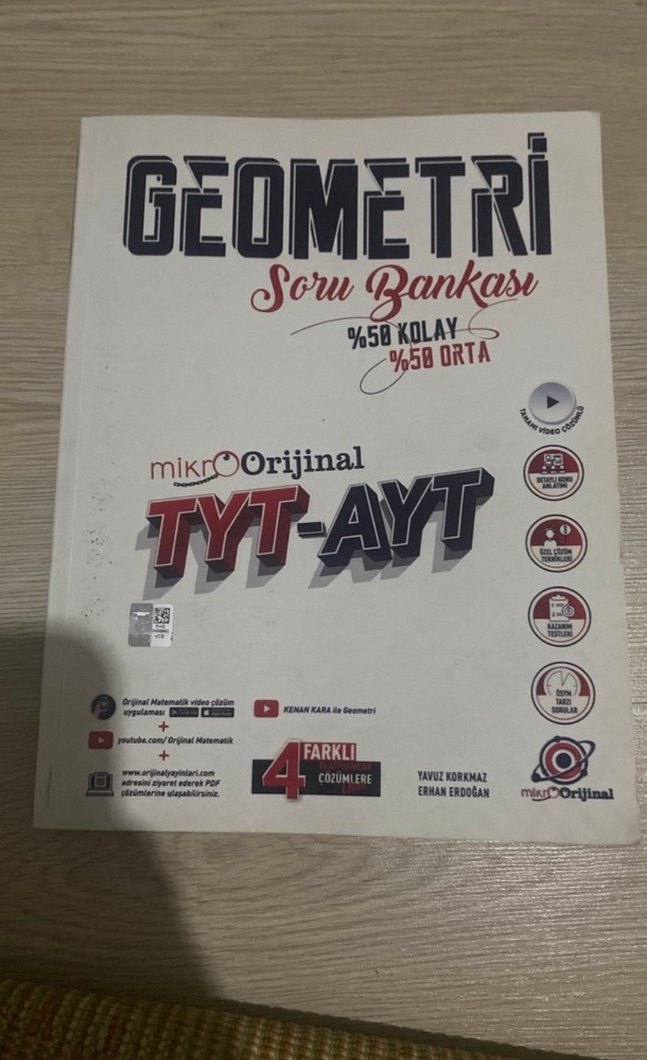 GEOMETRİ
Soru Bankası
%50 KOLAY
%50 ORTA
TAMAMI VİDEO ÇÖZÜMLÜ
mikro Orijinal
TYT-AYT
DETAYLI KONU
ANLATIMI
ÖZEL ÇÖZÜM
TEKNİKLERİ
KAZANIM
TESTLERİ
ÖSYM
TARZI
SORULAR
Orijinal Matematik video çözüm
uygulaması
+
youtube.com/ Orijinal Matematik
+
www.orijinalyayinlari.com
adresini ziyaret ederek PDF
çözümlerine ulaşabilirsiniz.
KENAN KARA ile Geometri
4 FARKLI
ÇÖZÜMLERE
YAVUZ KORKMAZ
ERHAN ERDOĞAN
mikro Orijinal